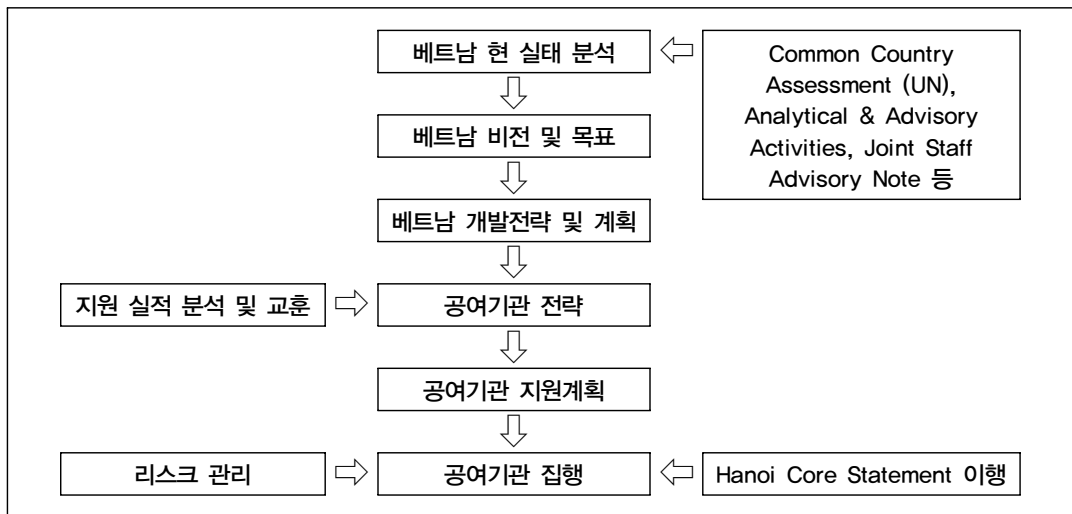 베트남 현 실태 분석
Common Country
Assessment (UN),
Analytical & Advisory
Activities, Joint Staff
Advisory Note 등
베트남 비전 및 목표
베트남 개발전략 및 계획
지원 실적 분석 및 교훈
공여기관 전략
공여기관 지원계획
리스크 관리
공여기관 집행
Hanoi Core Statement 이행